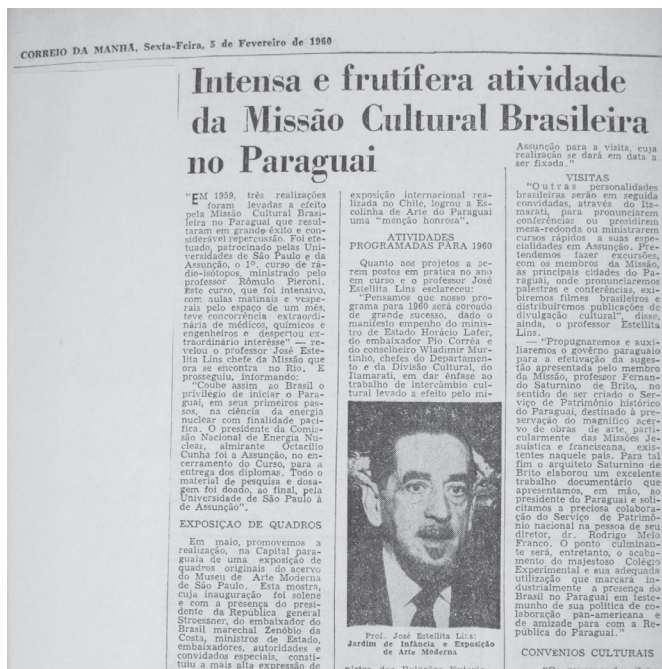 CORREIO DA MANHÃ, Sexta-Feira, 5 de Fevereiro de 1960
Intensa e frutífera atividade
da Missão Cultural Brasileira
no Paraguai
"EM 1959, três realizações
foram levadas a efeito
pela Missão Cultural Brasi-
leira no Paraguai que resul-
taram em grande êxito e con-
siderável repercussão. Foi efe-
tuado, patrocinado pelas Uni-
versidades de São Paulo e da
Assunção, o 1º. curso de rá-
dio-isótopos, ministrado pelo
professor Rômulo Pieroni.
Este curso, que foi intensivo,
com aulas matinais e vespe-
rais pelo espaço de um mês,
teve concorrência extraordi-
nária de médicos, químicos e
engenheiros e despertou ex-
traordinário interêsse" — re-
velou o professor José Este-
lita Lins chefe da Missão que
ora se encontra no Rio. E
prosseguiu, informando:
"Coube assim ao Brasil o
privilégio de iniciar o Para-
guai, em seus primeiros pas-
sos, na ciência da energia
nuclear com finalidade pací-
fica. O presidente da Comis-
são Nacional de Energia Nu-
clear, almirante Octacílio
Cunha foi a Assunção, no en-
cerramento do Curso, para a
entrega dos diplomas. Todo o
material de pesquisa e dosa-
gem foi doado, ao final, pela
Universidade de São Paulo à
de Assunção".
EXPOSIÇÃO DE QUADROS
Em maio, promovemos a
realização, na Capital para-
guaia de uma exposição de
quadros originais do acervo
do Museu de Arte Moderna
de São Paulo. Esta mostra,
cuja inauguração foi solene
e com a presença do presi-
dente da República general
Stroessner, do embaixador do
Brasil marechal Zenóbio da
Costa, ministros de Estado,
embaixadores, autoridades e
convidados especiais, consti-
tuiu a mais alta expressão de
exposição internacional rea-
lizada no Chile, logrou a Es-
colinha de Arte do Paraguai
uma "menção honrosa".
ATIVIDADES
PROGRAMADAS PARA 1960
Quanto aos projetos a se-
rem postos em prática no ano
em curso e o professor José
Estellita Lins esclareceu:
"Pensamos que nosso pro-
grama para 1960 será coroado
de grande sucesso, dado o
manifesto empenho do minis-
tro de Estado Horácio Lafer,
do embaixador Pio Corrêa e
do conselheiro Wladimir Mur-
tinho, chefes do Departamen-
to e da Divisão Cultural, do
Itamarati, em dar ênfase ao
trabalho de intercâmbio cul-
tural levado a efeito pelo mi-
Prof. José Estellita Lins:
Jardim de Infância e Exposição
de Arte Moderna
Assunção para a visita, cuja
realização se dará em data a
ser fixada."
VISITAS
"Outras personalidades
brasileiras serão em seguida
convidadas, através do Ita-
marati, para pronunciarem
conferências ou presidirem
mesa-redonda ou ministrarem
cursos rápidos a suas espe-
cialidades em Assunção. Pre-
tendemos fazer excursões,
com os membros da Missão,
às principais cidades do Pa-
raguai, onde pronunciaremos
palestras e conferências, exi-
biremos filmes brasileiros e
distribuiremos publicações de
divulgação cultural", disse,
ainda, o professor Estellita
Lins.
— "Propugnaremos e auxi-
liaremos o governo paraguaio
para a efetivação da suges-
tão apresentada pelo membro
da Missão, professor Fernan-
do Saturnino de Brito, no
sentido de ser criado o Ser-
viço de Patrimônio histórico
do Paraguai, destinado à pre-
servação do magnífico acer-
vo de obras de arte, parti-
cularmente das Missões Je-
suítica e franciscana, exis-
tentes naquele país. Para tal
fim o arquiteto Saturnino de
Brito elaborou um excelente
trabalho documentário que
apresentamos, em mão, ao
presidente do Paraguai e soli-
citamos a preciosa colabora-
ção do Serviço de Patrimô-
nio nacional na pessoa de seu
diretor, dr. Rodrigo Melo
Franco. O ponto culminan-
te será, entretanto, o acaba-
mento do majestoso Colégio
Experimental e sua adequada
utilização que marcará in-
dustrialmente a presença do
Brasil no Paraguai em teste-
munho de sua política de co-
laboração pan-americana e
de amizade para com a Re-
pública do Paraguai."
CONVÊNIOS CULTURAIS